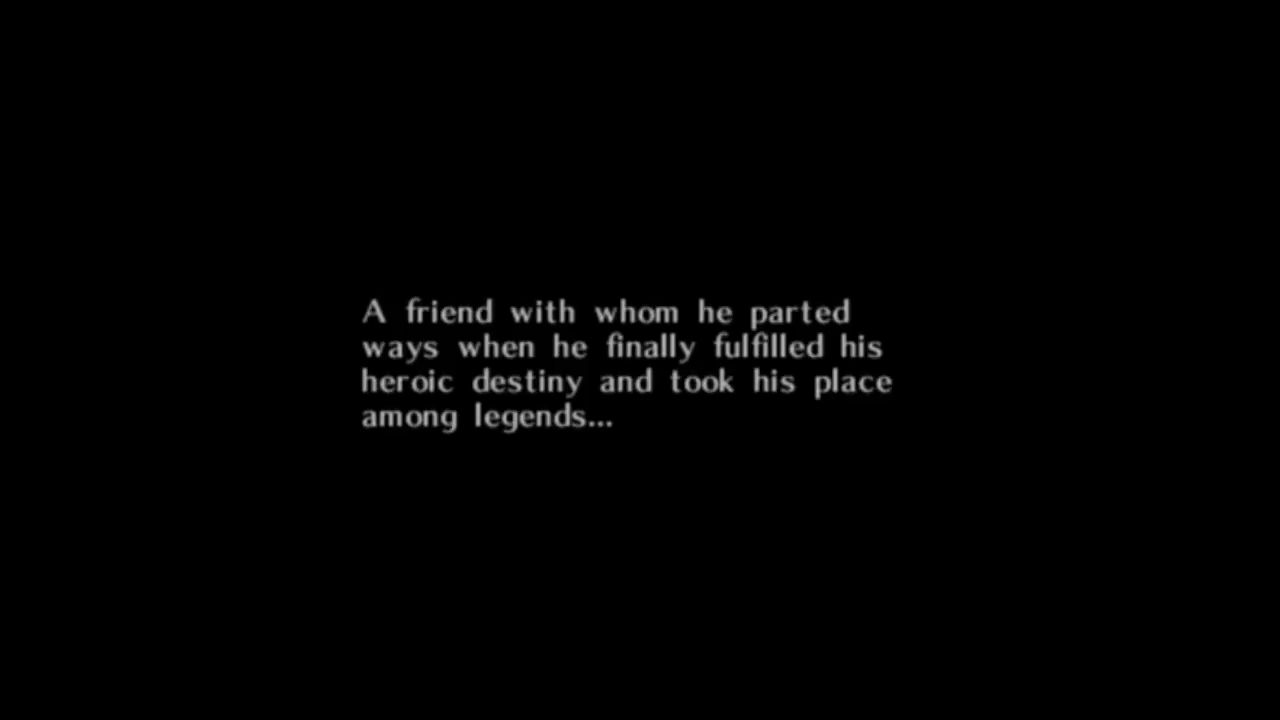 A friend with whom he parted
ways when he finally fulfilled his
heroic destiny and took his place
among legends...